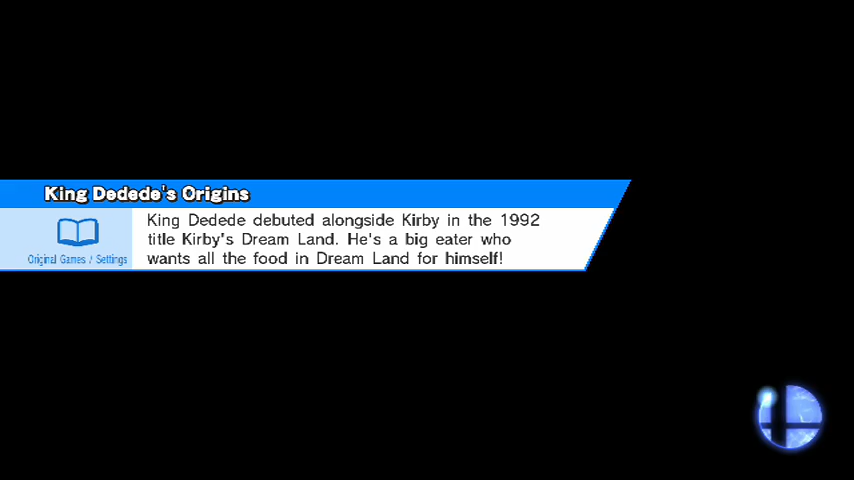 King Dedede's Origins
King Dedede debuted alongside Kirby in the 1992
title Kirby's Dream Land. He's a big eater who
wants all the food in Dream Land for himself!
Original Games / Settings